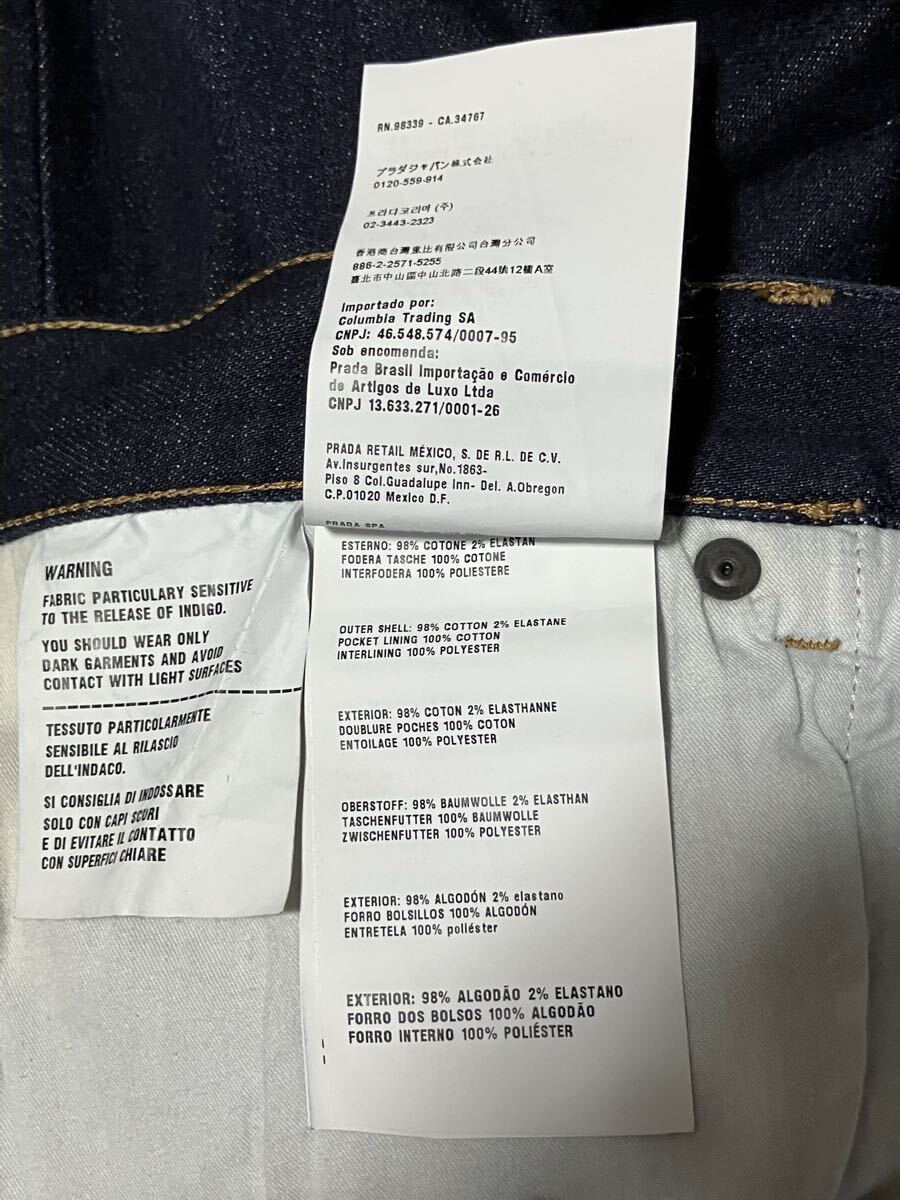 RN.98339 - CA.34767
プラダジャパン株式会社
0120-559-914
프라다코리아 (주)
02-3443-2323
香港商台灣東比有限公司台灣分公司
886-2-2571-5255
臺北市中山區中山北路二段44號12樓A室
Importado por:
Columbia Trading SA
CNPJ: 46.548.574/0007-95
Sob encomenda:
Prada Brasil Importação e Comércio
de Artigos de Luxo Ltda
CNPJ 13.633.271/0001-26
PRADA RETAIL MÉXICO, S. DE R.L. DE C.V.
Av.Insurgentes sur,No.1863-
Piso 8 Col.Guadalupe Inn- Del. A.Obregon
C.P.01020 Mexico D.F.
PRADA SPA
ESTERNO: 98% COTONE 2% ELASTAN
FODERA TASCHE 100% COTONE
INTERFODERA 100% POLIESTERE
OUTER SHELL: 98% COTTON 2% ELASTANE
POCKET LINING 100% COTTON
INTERLINING 100% POLYESTER
EXTERIOR: 98% COTON 2% ELASTHANNE
DOUBLURE POCHES 100% COTON
ENTOILAGE 100% POLYESTER
OBERSTOFF: 98% BAUMWOLLE 2% ELASTHAN
TASCHENFUTTER 100% BAUMWOLLE
ZWISCHENFUTTER 100% POLYESTER
EXTERIOR: 98% ALGODÓN 2% elastano
FORRO BOLSILLOS 100% ALGODÓN
ENTRETELA 100% poliéster
EXTERIOR: 98% ALGODÃO 2% ELASTANO
FORRO DOS BOLSOS 100% ALGODÃO
FORRO INTERNO 100% POLIÉSTER
WARNING
FABRIC PARTICULARY SENSITIVE
TO THE RELEASE OF INDIGO.
YOU SHOULD WEAR ONLY
DARK GARMENTS AND AVOID
CONTACT WITH LIGHT SURFACES
TESSUTO PARTICOLARMENTE
SENSIBILE AL RILASCIO
DELL'INDACO.
SI CONSIGLIA DI INDOSSARE
SOLO CON CAPI SCURI
E DI EVITARE IL CONTATTO
CON SUPERFICI CHIARE